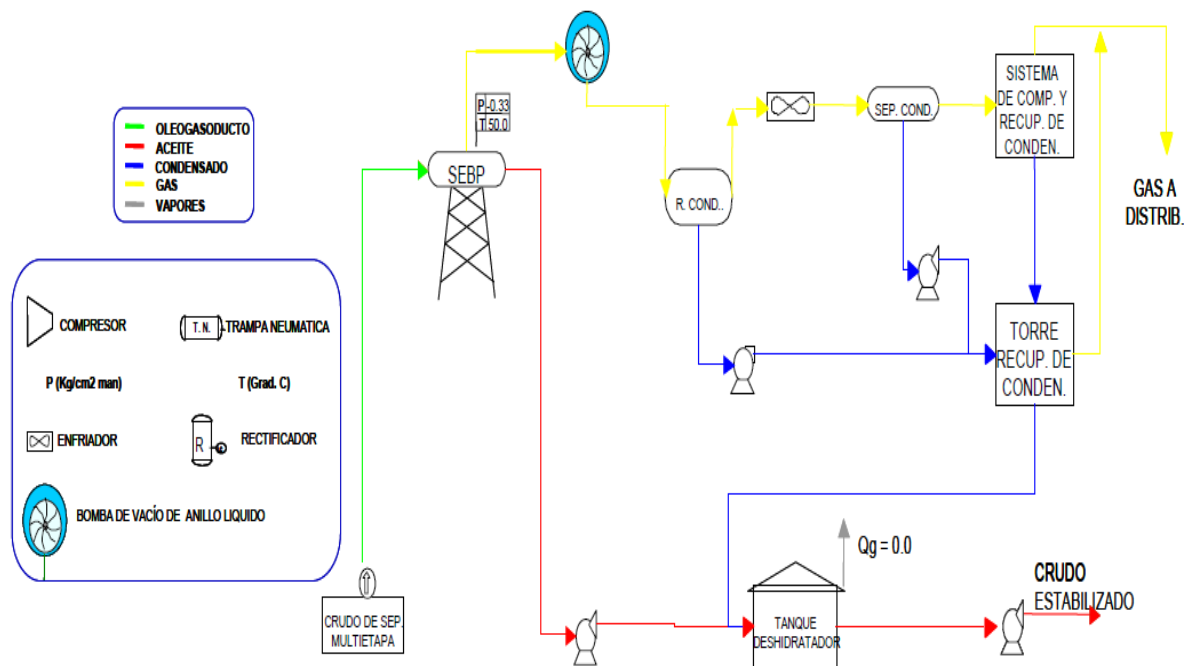 OLEOGASODUCTO
ACEITE
CONDENSADO
GAS
VAPORES
COMPRESOR
T. N.
TRAMPA NEUMATICA
P (Kg/cm2 man)
T (Grad. C)
ENFRIADOR
R
RECTIFICADOR
BOMBA DE VACÍO DE ANILLO LIQUIDO
P -0.33
T 50.0
SEBP
CRUDO DE SEP.
MULTIETAPA
R. COND..
SEP. COND.
SISTEMA
DE COMP. Y
RECUP. DE
CONDEN.
GAS A
DISTRIB.
TORRE
RECUP. DE
CONDEN.
Qg = 0.0
TANQUE
DESHIDRATADOR
CRUDO
ESTABILIZADO